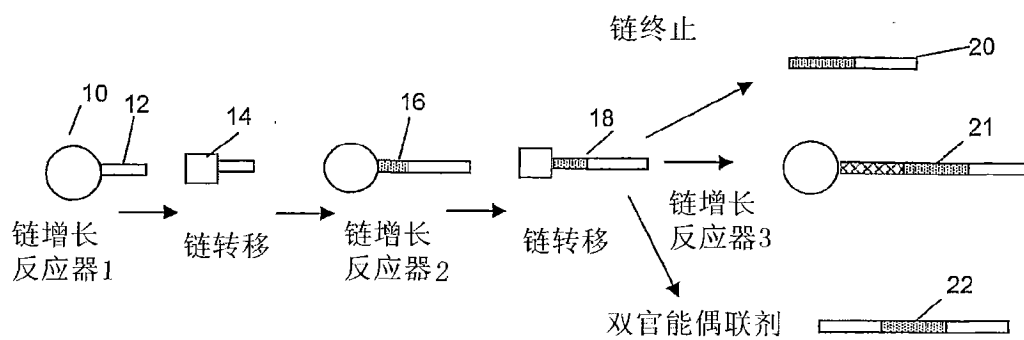 链终止
20
10
12
14
16
18
21
链增长
反应器1
链转移
链增长
反应器2
链转移
链增长
反应器3
22
双官能偶联剂